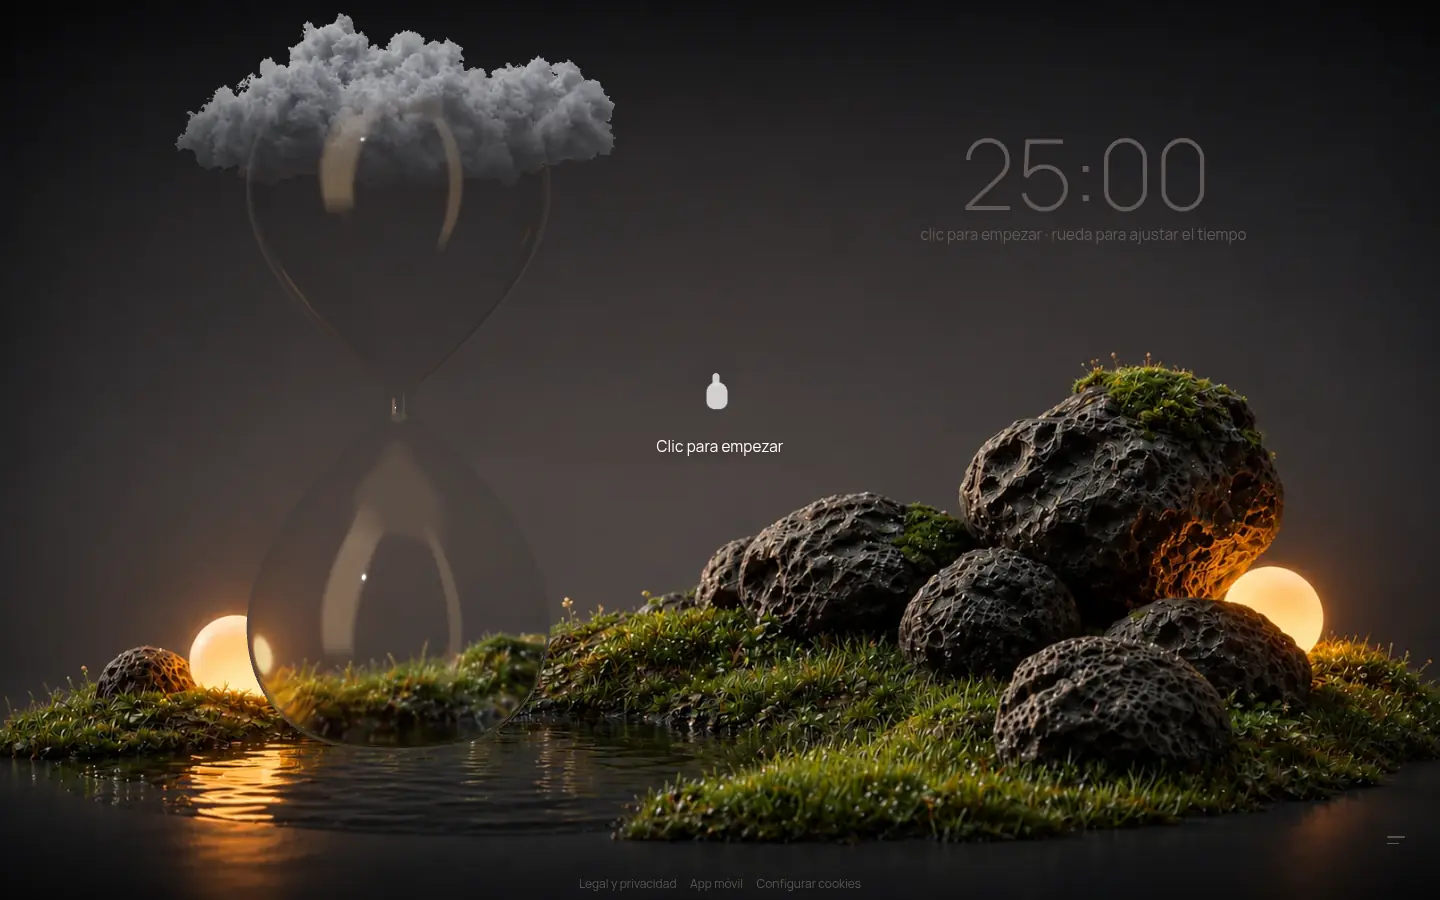 25:00
clic para empezar · rueda para ajustar el tiempo
Clic para empezar
Legal y privacidad App móvil Configurar cookies